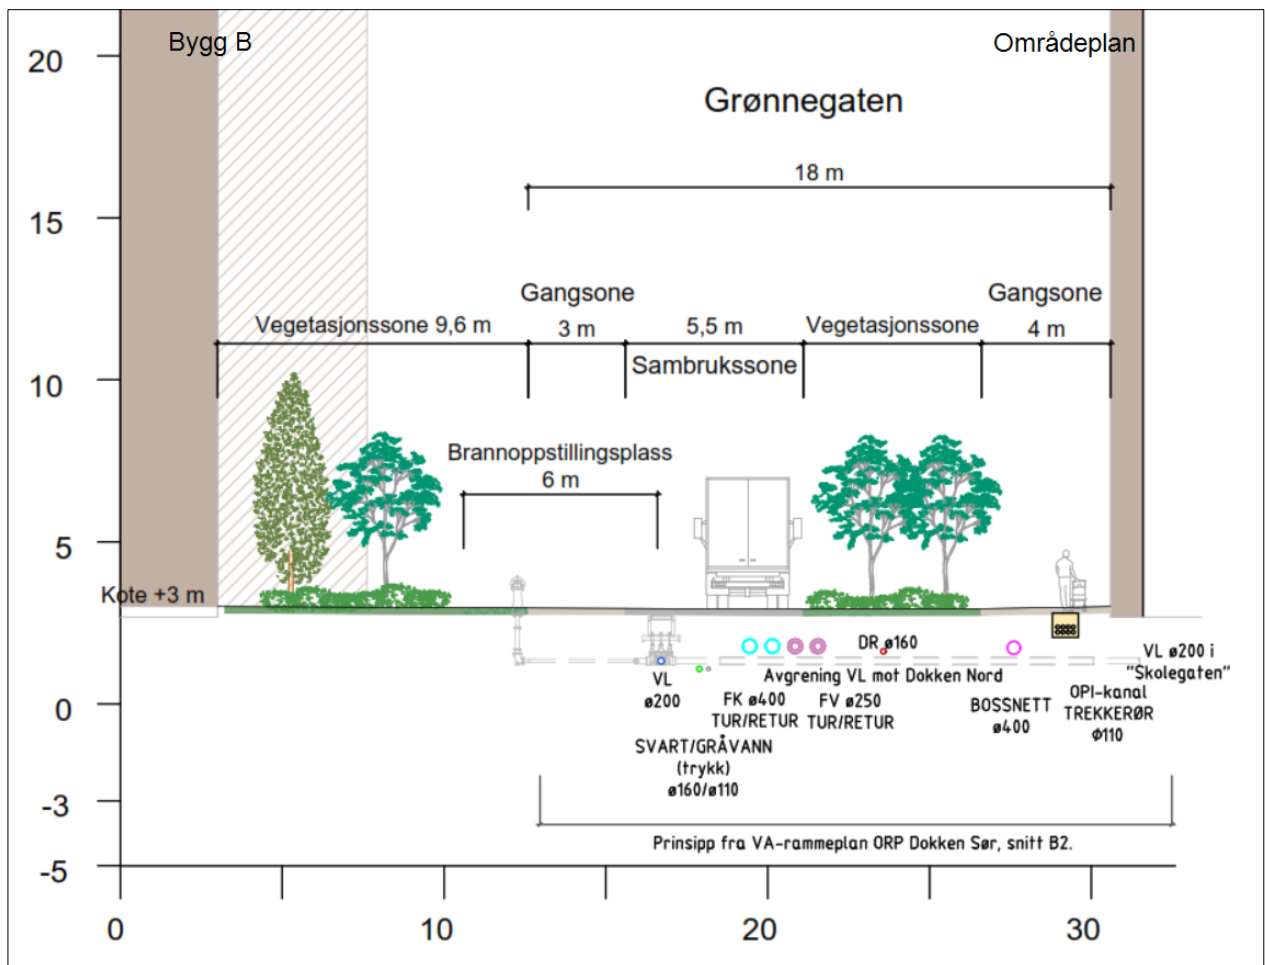 Bygg B
Områdeplan
20
Grønnegaten
18 m
15
Gangsone
Gangsone
Vegetasjonssone 9,6 m
3 m
5,5 m
Vegetasjonssone
4 m
Sambrukssone
10
Brannoppstillingsplass
6 m
5
Kote +3 m
DR ø160
VL
ø200
Avgrening VL mot Dokken Nord
VL ø200 i
"Skolegaten"
FK ø400
TUR/RETUR
FV ø250
TUR/RETUR
BOSSNETT
ø400
OPI-kanal
TREKKERØR
Φ110
0
SVART/GRÅVANN
(trykk)
ø160/ø110
-3
Prinsipp fra VA-rammeplan ORP Dokken Sør, snitt B2.
-5
0
10
20
30